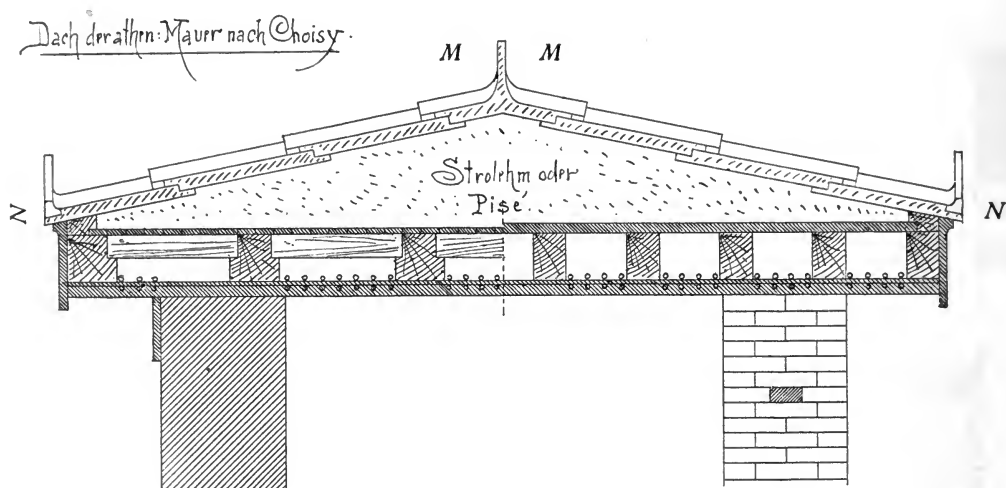 Dach der athen: Mauer nach Choisy.
M M
Strolehm oder
Pisé
N N